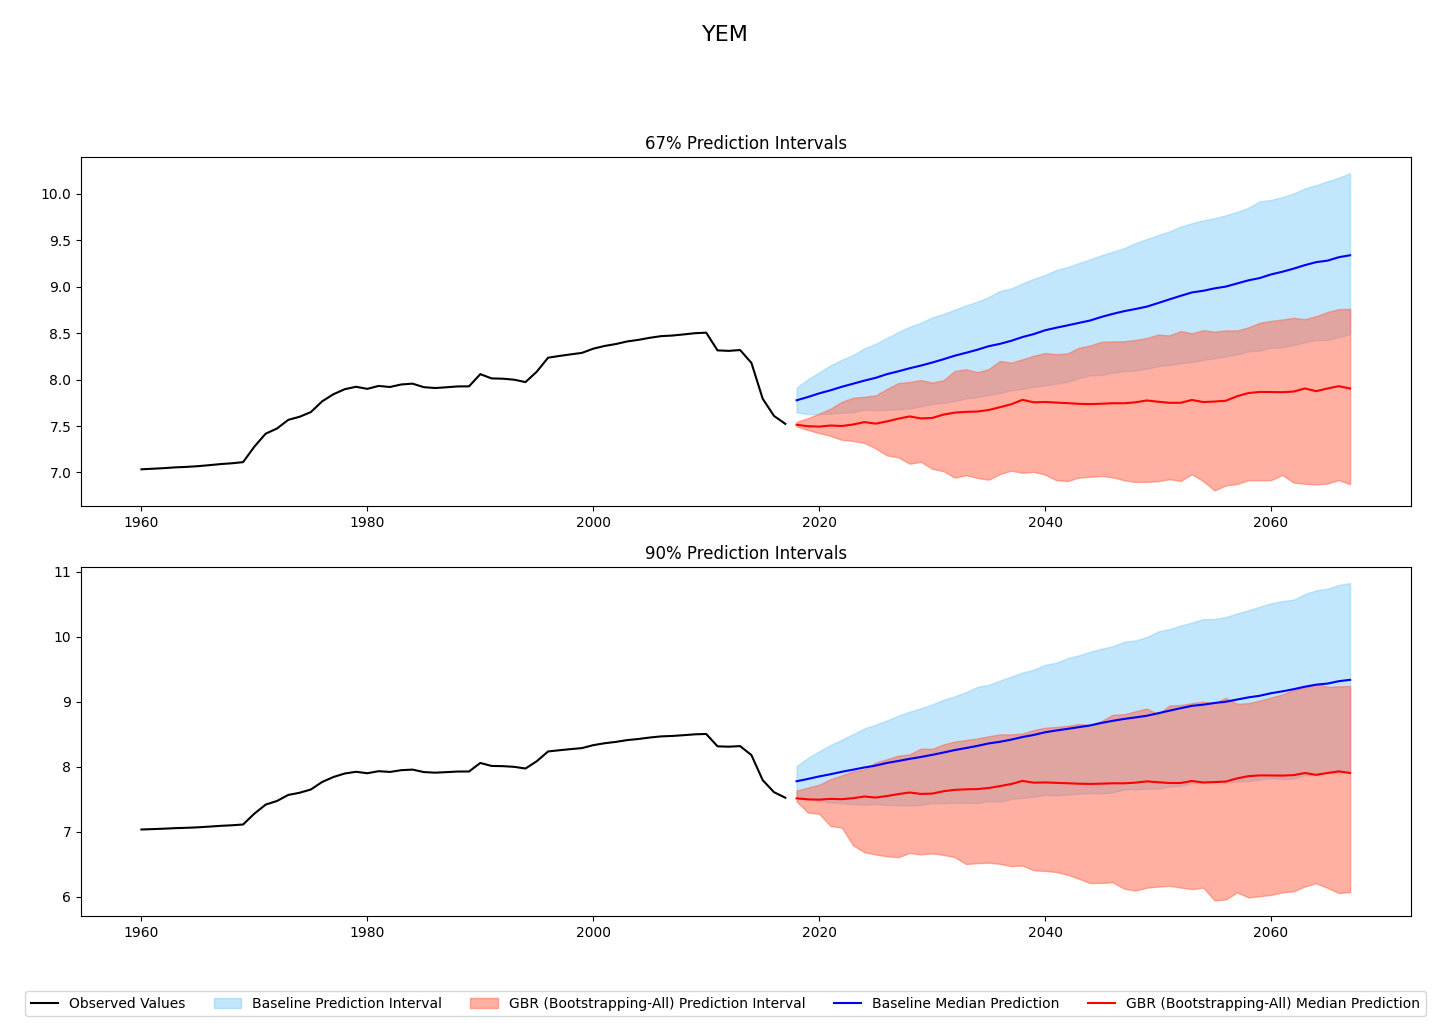 YEM
67% Prediction Intervals
10.0
9.5
9.0
8.5
8.0
7.5
7.0
1960 1980 2000 2020 2040 2060
90% Prediction Intervals
11
10
9
8
7
6
1960 1980 2000 2020 2040 2060
Observed Values Baseline Prediction Interval GBR (Bootstrapping-All) Prediction Interval Baseline Median Prediction GBR (Bootstrapping-All) Median Prediction